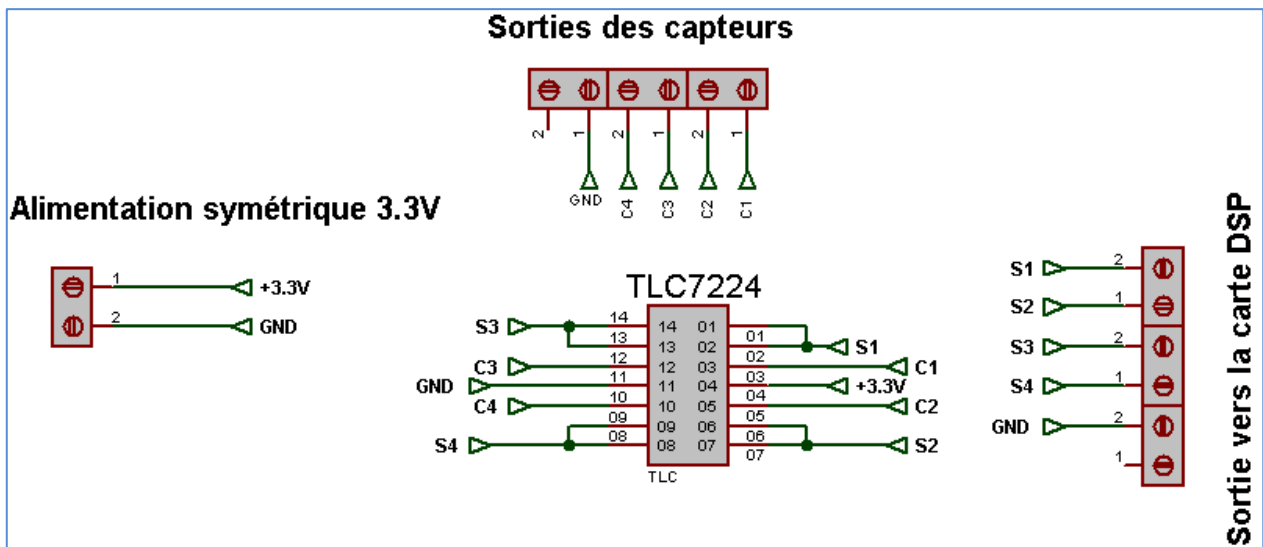 Sorties des capteurs
2 1 2 1 2 1
GND C4 C3 C2 C1
Alimentation symétrique 3.3V
1 +3.3V
2 GND
TLC7224
S3 14 14 01 01
13 13 02 02 S1
C3 12 12 03 03 C1
GND 11 11 04 04 +3.3V
C4 10 10 05 05 C2
09 09 06 06
S4 08 08 07 07 S2
TLC
S1 2
S2 1
S3 2
S4 1
GND 2
1
Sortie vers la carte DSP